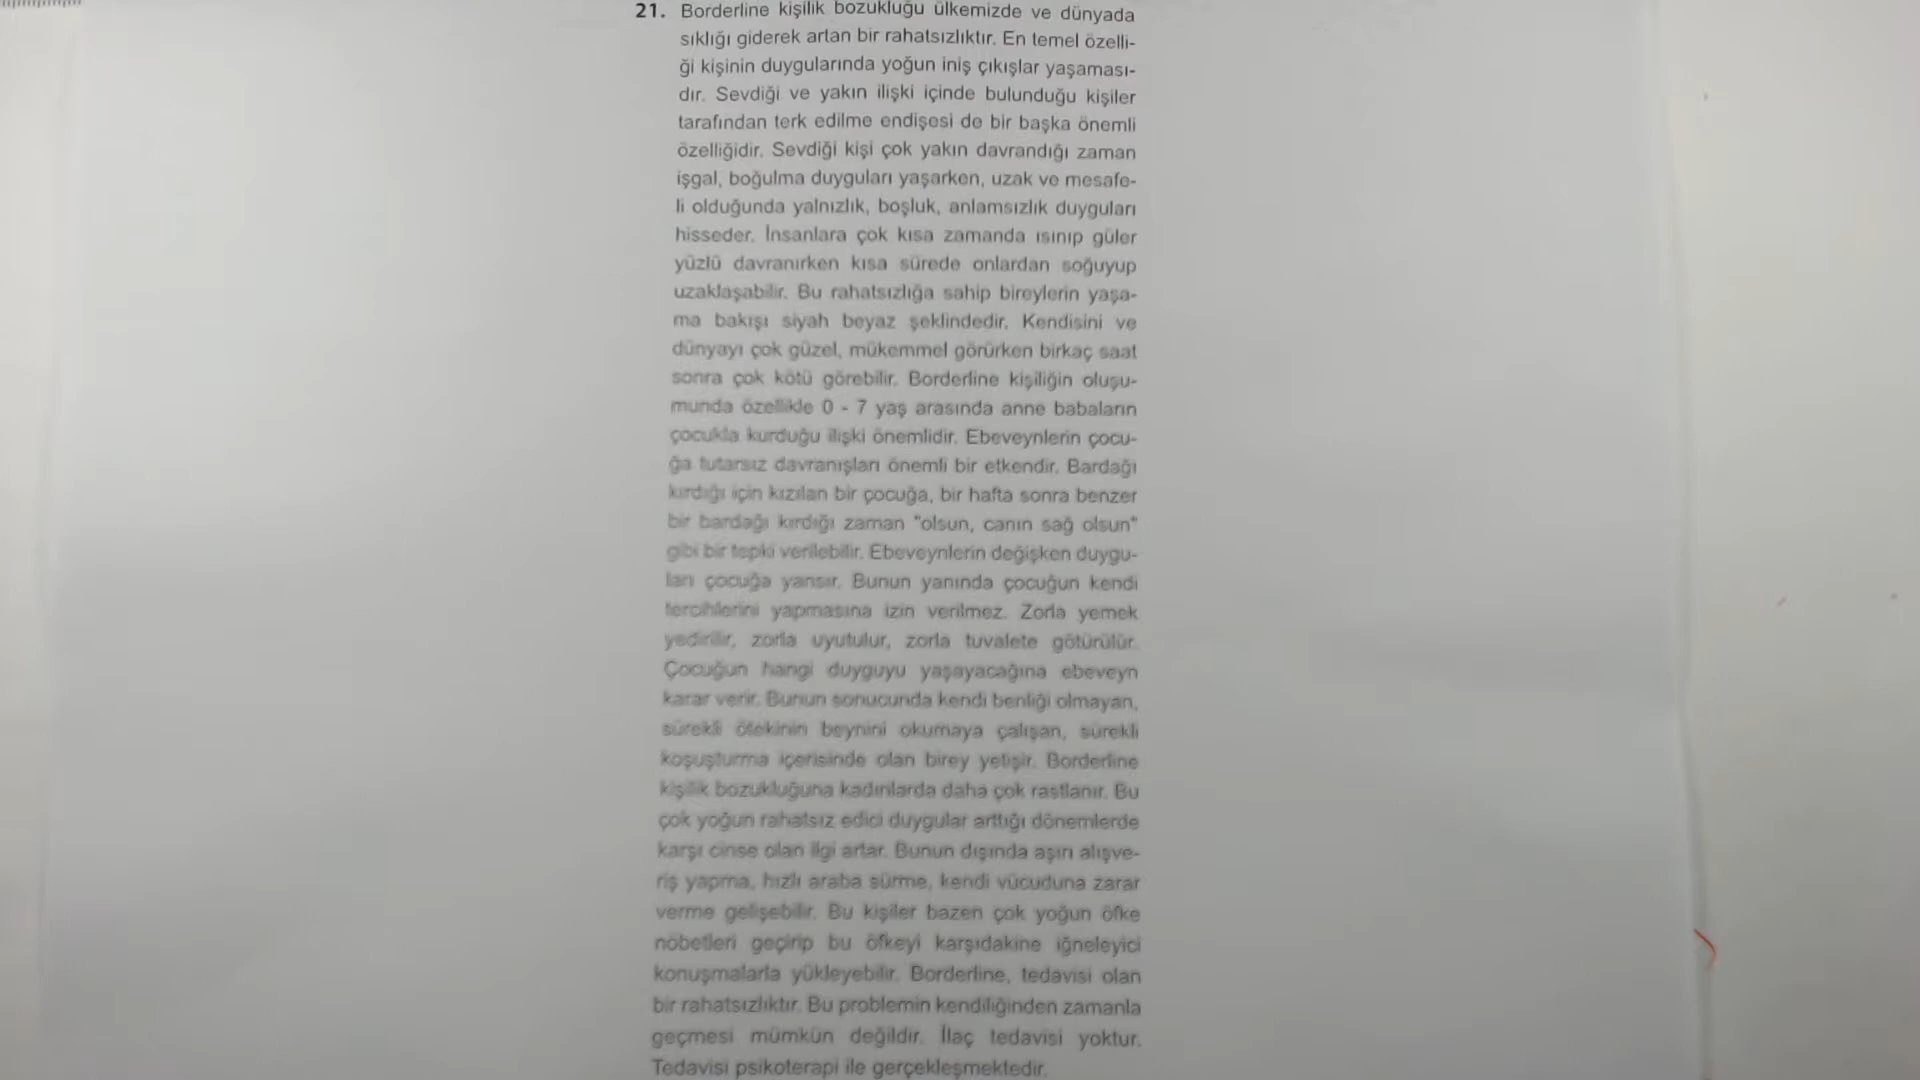 21. Borderline kişilik bozukluğu ülkemizde ve dünyada
sıklığı giderek artan bir rahatsızlıktır. En temel özelli-
ği kişinin duygularında yoğun iniş çıkışlar yaşaması-
dır. Sevdiği ve yakın ilişki içinde bulunduğu kişiler
tarafından terk edilme endişesi de bir başka önemli
özelliğidir. Sevdiği kişi çok yakın davrandığı zaman
işgal, boğulma duyguları yaşarken, uzak ve mesafe-
li olduğunda yalnızlık, boşluk, anlamsızlık duyguları
hisseder. İnsanlara çok kısa zamanda ısınıp güler
yüzlü davranırken kısa sürede onlardan soğuyup
uzaklaşabilir. Bu rahatsızlığa sahip bireylerin yaşa-
ma bakışı siyah beyaz şeklindedir. Kendisini ve
dünyayı çok güzel, mükemmel görürken birkaç saat
sonra çok kötü görebilir. Borderline kişiliğin oluşu-
munda özellikle 0 - 7 yaş arasında anne babaların
çocukla kurduğu ilişki önemlidir. Ebeveynlerin çocu-
ğa tutarsız davranışları önemli bir etkendir. Bardağı
kırdığı için kızılan bir çocuğa, bir hafta sonra benzer
bir bardağı kırdığı zaman "olsun, canın sağ olsun"
gibi bir tepki verilebilir. Ebeveynlerin değişken duygu-
ları çocuğa yansır. Bunun yanında çocuğun kendi
tercihlerini yapmasına izin verilmez. Zorla yemek
yedirilir, zorla uyutulur, zorla tuvalete götürülür.
Çocuğun hangi duyguyu yaşayacağına ebeveyn
karar verir. Bunun sonucunda kendi benliği olmayan,
sürekli ötekinin beynini okumaya çalışan, sürekli
koşuşturma içerisinde olan birey yetişir. Borderline
kişilik bozukluğuna kadınlarda daha çok rastlanır. Bu
çok yoğun rahatsız edici duygular arttığı dönemlerde
karşı cinse olan ilgi artar. Bunun dışında aşırı alışve-
riş yapma, hızlı araba sürme, kendi vücuduna zarar
verme gelişebilir. Bu kişiler bazen çok yoğun öfke
nöbetleri geçirip bu öfkeyi karşıdakine iğneleyici
konuşmalarla yükleyebilir. Borderline, tedavisi olan
bir rahatsızlıktır. Bu problemin kendiliğinden zamanla
geçmesi mümkün değildir. İlaç tedavisi yoktur.
Tedavisi psikoterapi ile gerçekleşmektedir.